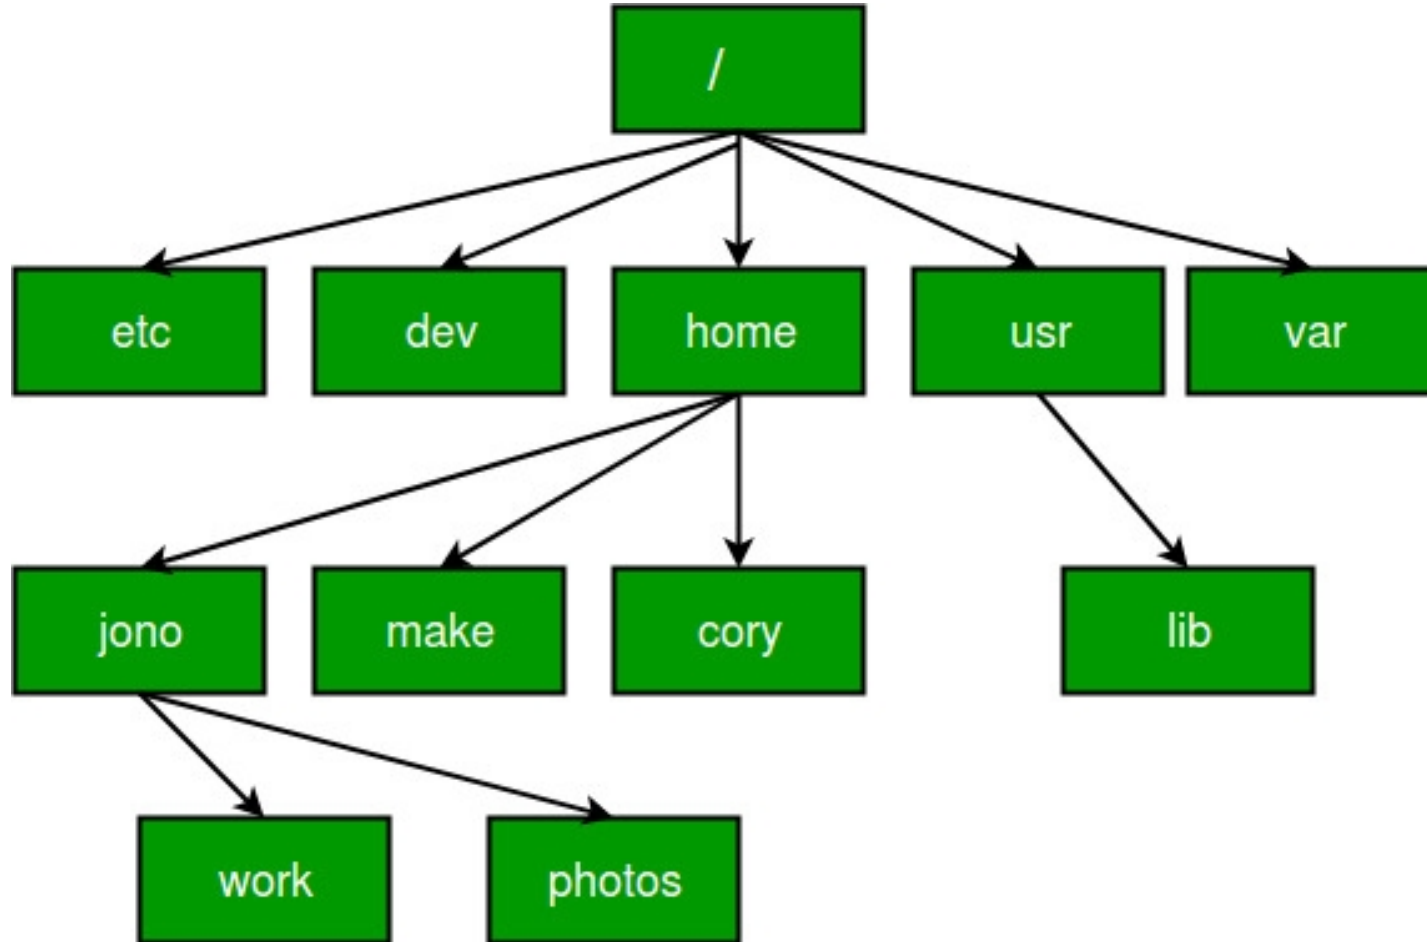 /
etc
dev
home
usr
var
jono
make
cory
lib
work
photos